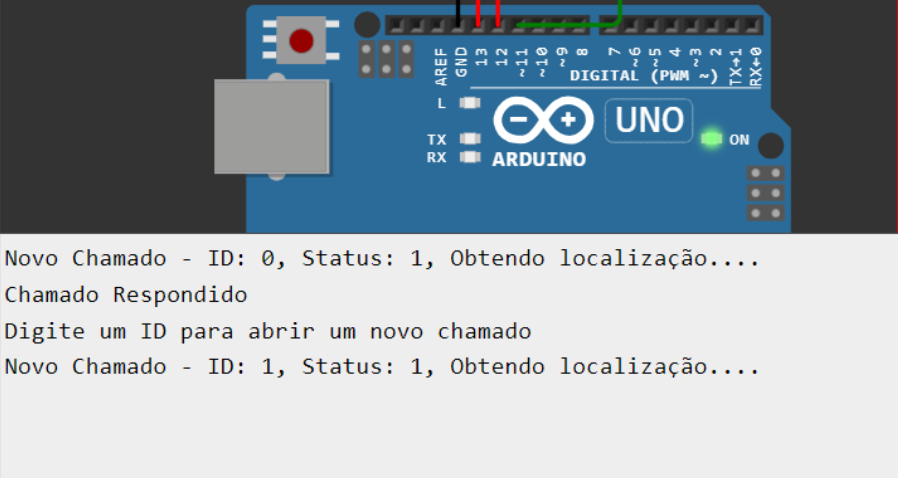 AREF
GND
13
12
~11
~10
~9
8
7
~6
~5
4
~3
2
TX→1
RX←0
DIGITAL (PWM ~)
L
TX
RX
UNO
ON
ARDUINO
Novo Chamado - ID: 0, Status: 1, Obtendo localização....
Chamado Respondido
Digite um ID para abrir um novo chamado
Novo Chamado - ID: 1, Status: 1, Obtendo localização....